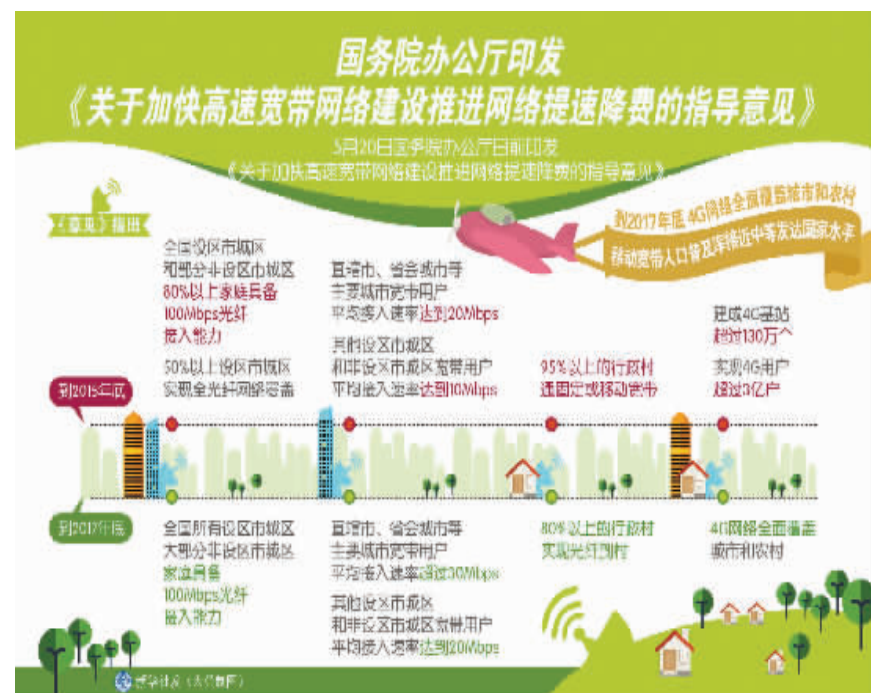 国务院办公厅印发
《关于加快高速宽带网络建设推进网络提速降费的指导意见》
5月20日国务院办公厅日前印发
《关于加快高速宽带网络建设推进网络提速降费的指导意见》
到2017年底 4G网络全面覆盖城市和农村
移动宽带人口普及率接近中等发达国家水平
《意见》指出
到2015年底
全国设区市城区
和部分非设区市城区
80%以上家庭具备
100Mbps光纤
接入能力
50%以上设区市城区
实现全光纤网络覆盖
直辖市、省会城市等
主要城市宽带用户
平均接入速率达到20Mbps
其他设区市城区
和非设区市城区宽带用户
平均接入速率达到10Mbps
95%以上的行政村
通固定或移动宽带
建成4G基站
超过130万个
实现4G用户
超过3亿户
到2017年底
全国所有设区市城区
大部分非设区市城区
家庭具备
100Mbps光纤
接入能力
直辖市、省会城市等
主要城市宽带用户
平均接入速率超过30Mbps
其他设区市城区
和非设区市城区宽带用户
平均接入速率达到20Mbps
80%以上的行政村
实现光纤到村
4G网络全面覆盖
城市和农村
新华社发